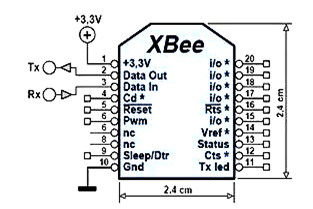 +3,3V
XBee
1 +3,3V i/o * 20
Tx 2 Data Out i/o * 19
Rx 3 Data In i/o * 18
4 Cd * i/o * 17
5 Reset Rts * 16
6 Pwm i/o * 15
nc Vref * 14
8 nc Status 13
9 Sleep/Dtr Cts * 12
10 Gnd Tx led 11
2.4 cm
2.4 cm